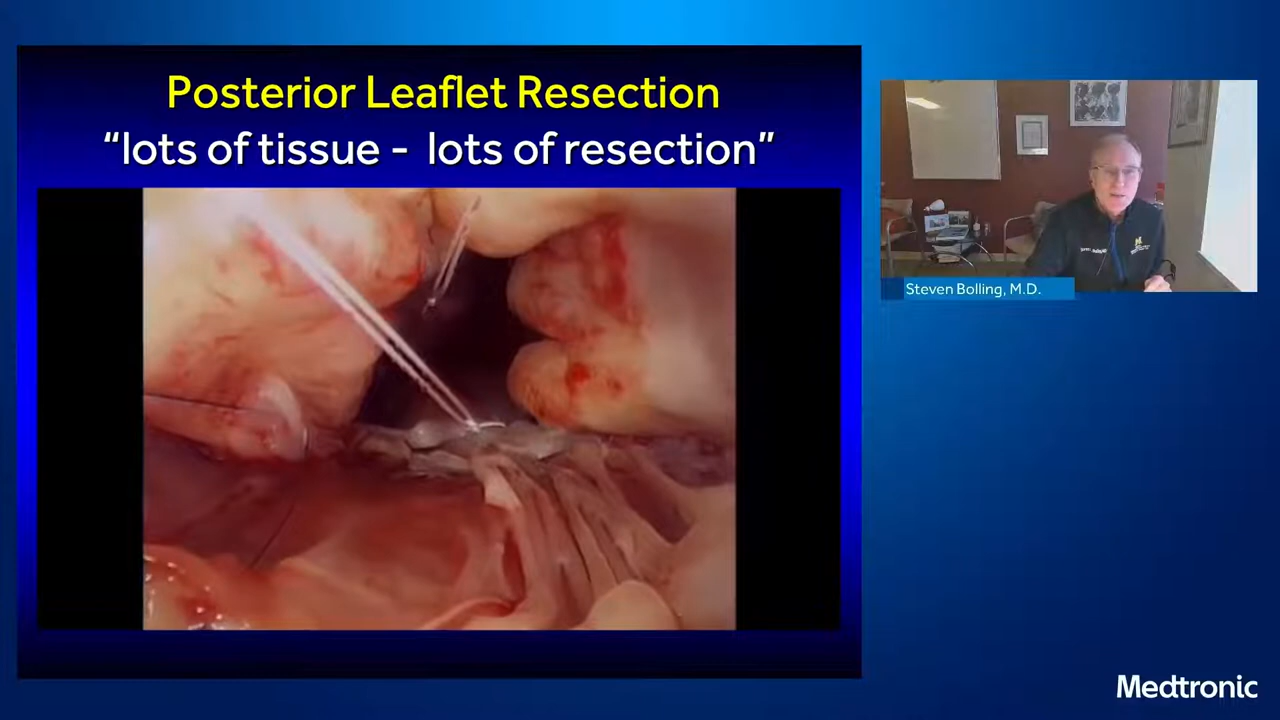 Posterior Leaflet Resection
“lots of tissue - lots of resection”
Steven Bolling, M.D.
Medtronic